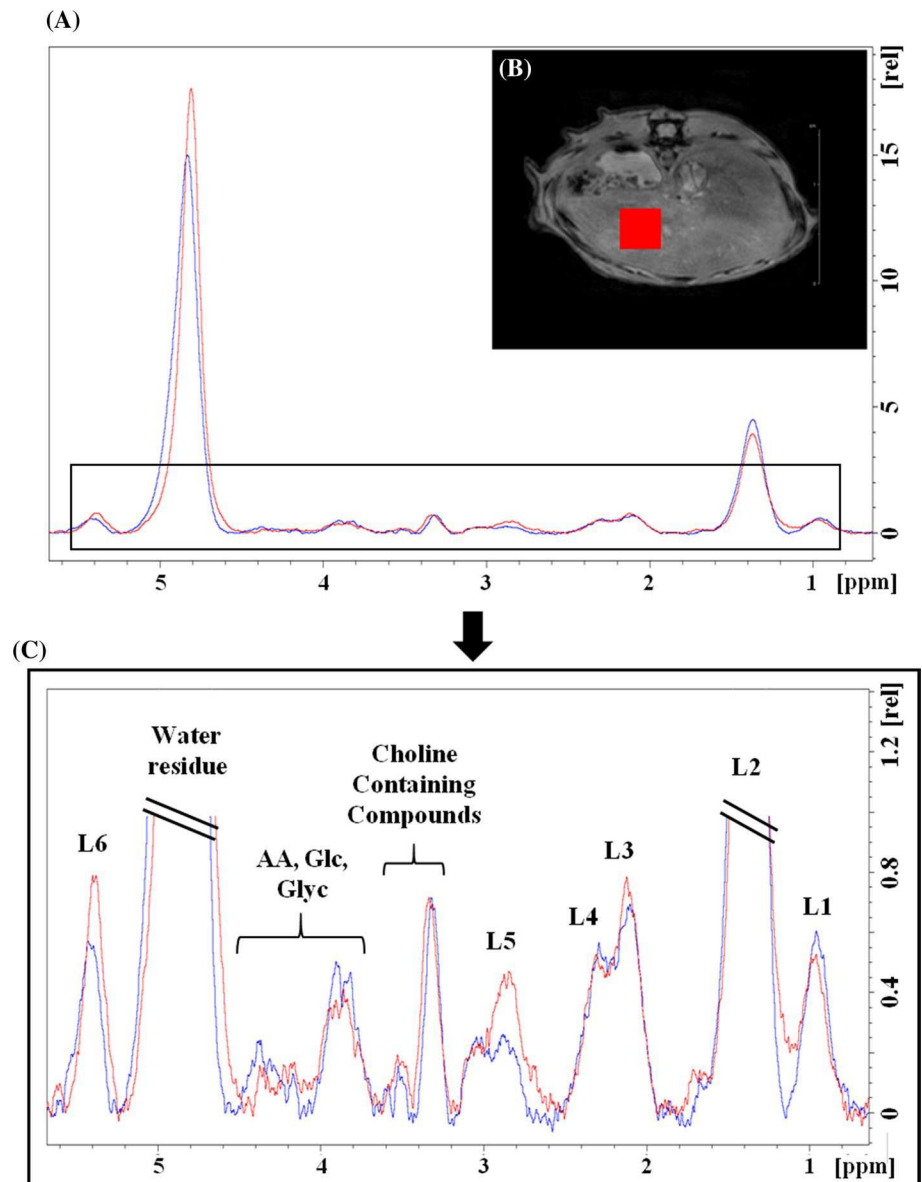 (A)
[rel]
(B)
15
10
5
0
5
4
3
2
1
[ppm]
(C)
[rel]
Water
residue
Choline
Containing
Compounds
L2
1.2
L6
AA, Glc,
Glyc
L3
L4
L5
L1
0.8
0.4
0
5
4
3
2
1
[ppm]